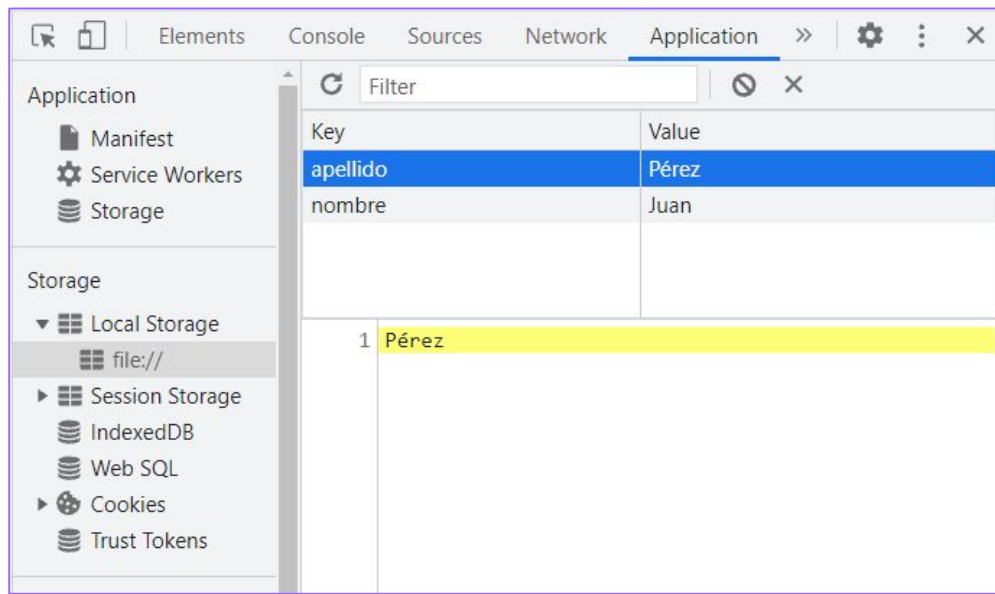 Elements Console Sources Network Application »
Application
Manifest
Service Workers
Storage
Storage
Local Storage
file://
Session Storage
IndexedDB
Web SQL
Cookies
Trust Tokens
Filter
Key Value
apellido Pérez
nombre Juan
1 Pérez